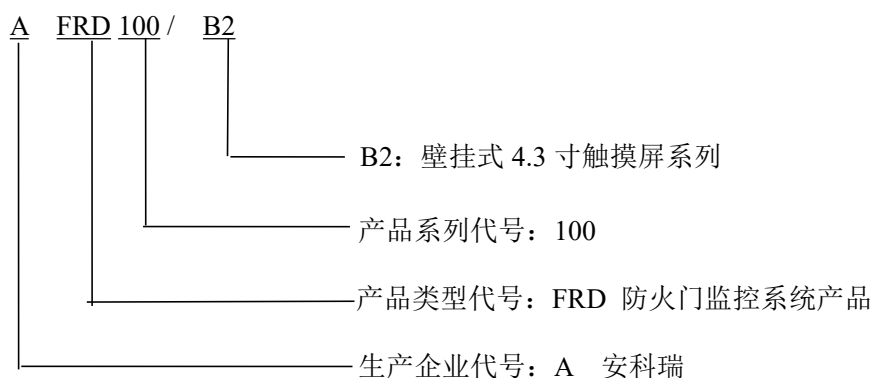 A FRD 100 / B2
B2：壁挂式 4.3 寸触摸屏系列
产品系列代号：100
产品类型代号：FRD 防火门监控系统产品
生产企业代号：A 安科瑞